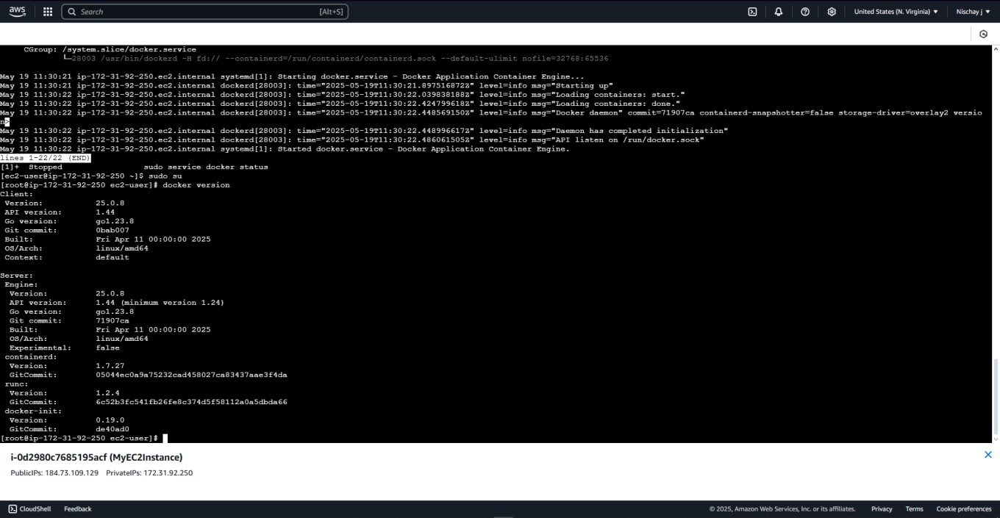 aws
Search [Alt+S] United States (N. Virginia) ▼ Nischay j ▼
CGroup: /system.slice/docker.service
└─28003 /usr/bin/dockerd -H fd:// --containerd=/run/containerd/containerd.sock --default-ulimit nofile=32768:65536
May 19 11:30:21 ip-172-31-92-250.ec2.internal systemd[1]: Starting docker.service - Docker Application Container Engine...
May 19 11:30:21 ip-172-31-92-250.ec2.internal dockerd[28003]: time="2025-05-19T11:30:21.897516872Z" level=info msg="Starting up"
May 19 11:30:22 ip-172-31-92-250.ec2.internal dockerd[28003]: time="2025-05-19T11:30:22.039838188Z" level=info msg="Loading containers: start."
May 19 11:30:22 ip-172-31-92-250.ec2.internal dockerd[28003]: time="2025-05-19T11:30:22.424799618Z" level=info msg="Loading containers: done."
May 19 11:30:22 ip-172-31-92-250.ec2.internal dockerd[28003]: time="2025-05-19T11:30:22.448569150Z" level=info msg="Docker daemon" commit=71907ca containerd-snapshotter=false storage-driver=overlay2 versio
n>
May 19 11:30:22 ip-172-31-92-250.ec2.internal dockerd[28003]: time="2025-05-19T11:30:22.448996617Z" level=info msg="Daemon has completed initialization"
May 19 11:30:22 ip-172-31-92-250.ec2.internal dockerd[28003]: time="2025-05-19T11:30:22.486061505Z" level=info msg="API listen on /run/docker.sock"
May 19 11:30:22 ip-172-31-92-250.ec2.internal systemd[1]: Started docker.service - Docker Application Container Engine.
lines 1-22/22 (END)
[1]+  Stopped                 sudo service docker status
[ec2-user@ip-172-31-92-250 ~]$ sudo su
[root@ip-172-31-92-250 ec2-user]# docker version
Client:
Version: 25.0.8
API version: 1.44
Go version: go1.23.8
Git commit: 0bab007
Built: Fri Apr 11 00:00:00 2025
OS/Arch: linux/amd64
Context: default
Server:
Engine:
Version: 25.0.8
API version: 1.44 (minimum version 1.24)
Go version: go1.23.8
Git commit: 71907ca
Built: Fri Apr 11 00:00:00 2025
OS/Arch: linux/amd64
Experimental: false
containerd:
Version: 1.7.27
GitCommit: 05044ec0a9a75232cad458027ca83437aae3f4da
runc:
Version: 1.2.4
GitCommit: 6c52b3fc541fb26fe8c374d5f58112a0a5dbda66
docker-init:
Version: 0.19.0
GitCommit: de40ad0
[root@ip-172-31-92-250 ec2-user]#
i-0d2980c7685195acf (MyEC2Instance)
PublicIPs: 184.73.109.129 PrivateIPs: 172.31.92.250
CloudShell Feedback © 2025, Amazon Web Services, Inc. or its affiliates. Privacy Terms Cookie preferences